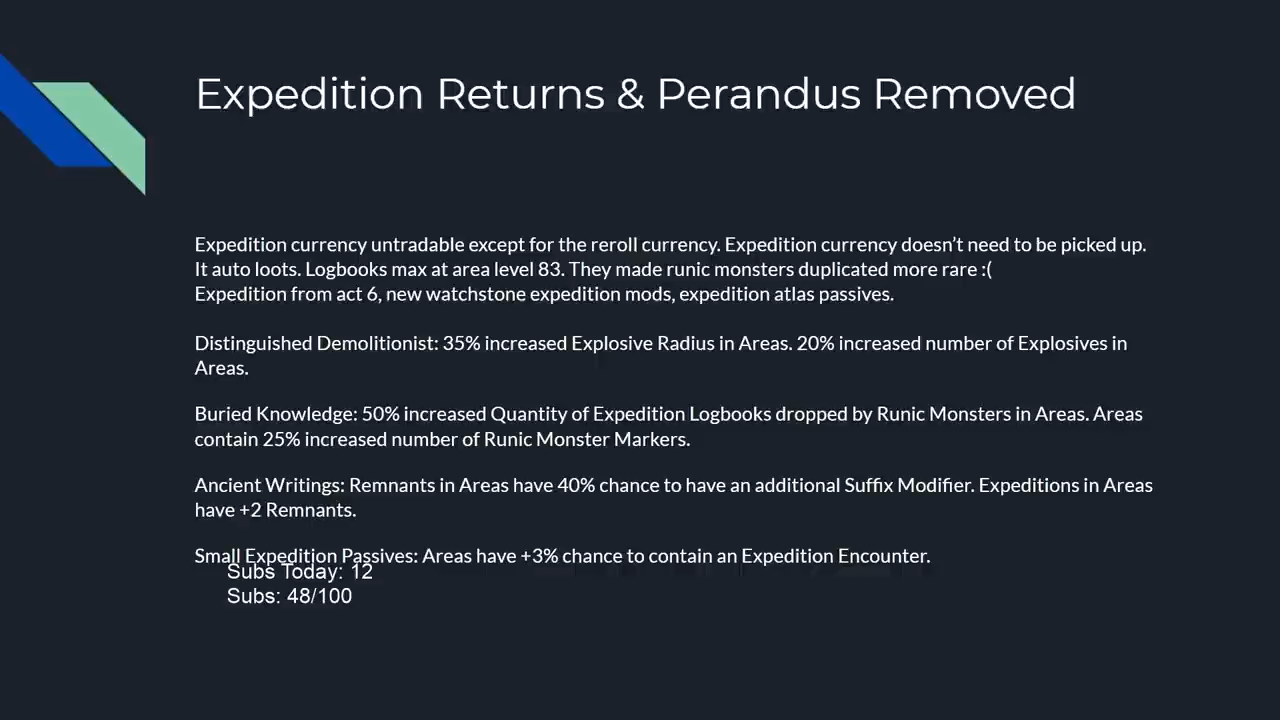 Expedition Returns & Perandus Removed
Expedition currency untradable except for the reroll currency. Expedition currency doesn’t need to be picked up.
It auto loots. Logbooks max at area level 83. They made runic monsters duplicated more rare :(
Expedition from act 6, new watchstone expedition mods, expedition atlas passives.
Distinguished Demolitionist: 35% increased Explosive Radius in Areas. 20% increased number of Explosives in
Areas.
Buried Knowledge: 50% increased Quantity of Expedition Logbooks dropped by Runic Monsters in Areas. Areas
contain 25% increased number of Runic Monster Markers.
Ancient Writings: Remnants in Areas have 40% chance to have an additional Suffix Modifier. Expeditions in Areas
have +2 Remnants.
Small Expedition Passives: Areas have +3% chance to contain an Expedition Encounter.
Subs Today: 12
Subs: 48/100